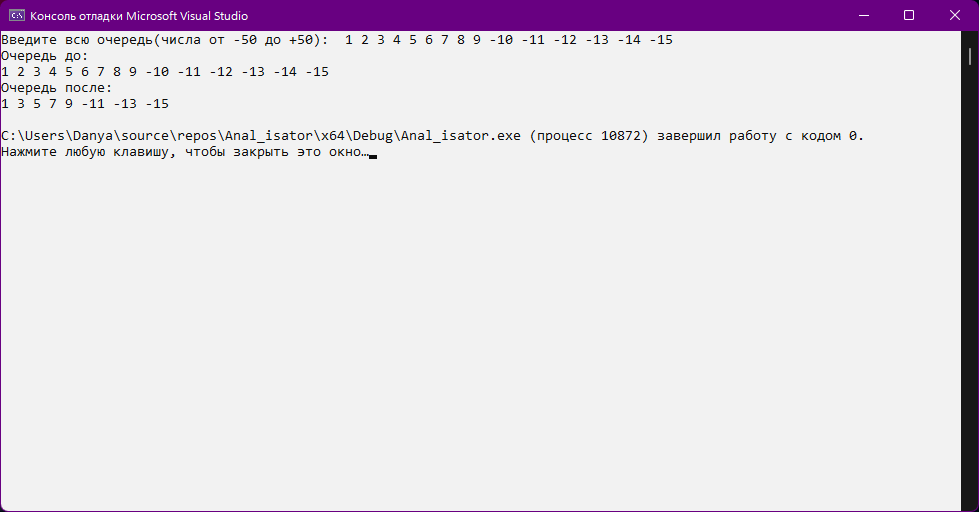 Консоль отладки Microsoft Visual Studio
Введите всю очередь(числа от -50 до +50):  1 2 3 4 5 6 7 8 9 -10 -11 -12 -13 -14 -15
Очередь до:
1 2 3 4 5 6 7 8 9 -10 -11 -12 -13 -14 -15
Очередь после:
1 3 5 7 9 -11 -13 -15
C:\Users\Danya\source\repos\Anal_isator\x64\Debug\Anal_isator.exe (процесс 10872) завершил работу с кодом 0.
Нажмите любую клавишу, чтобы закрыть это окно…